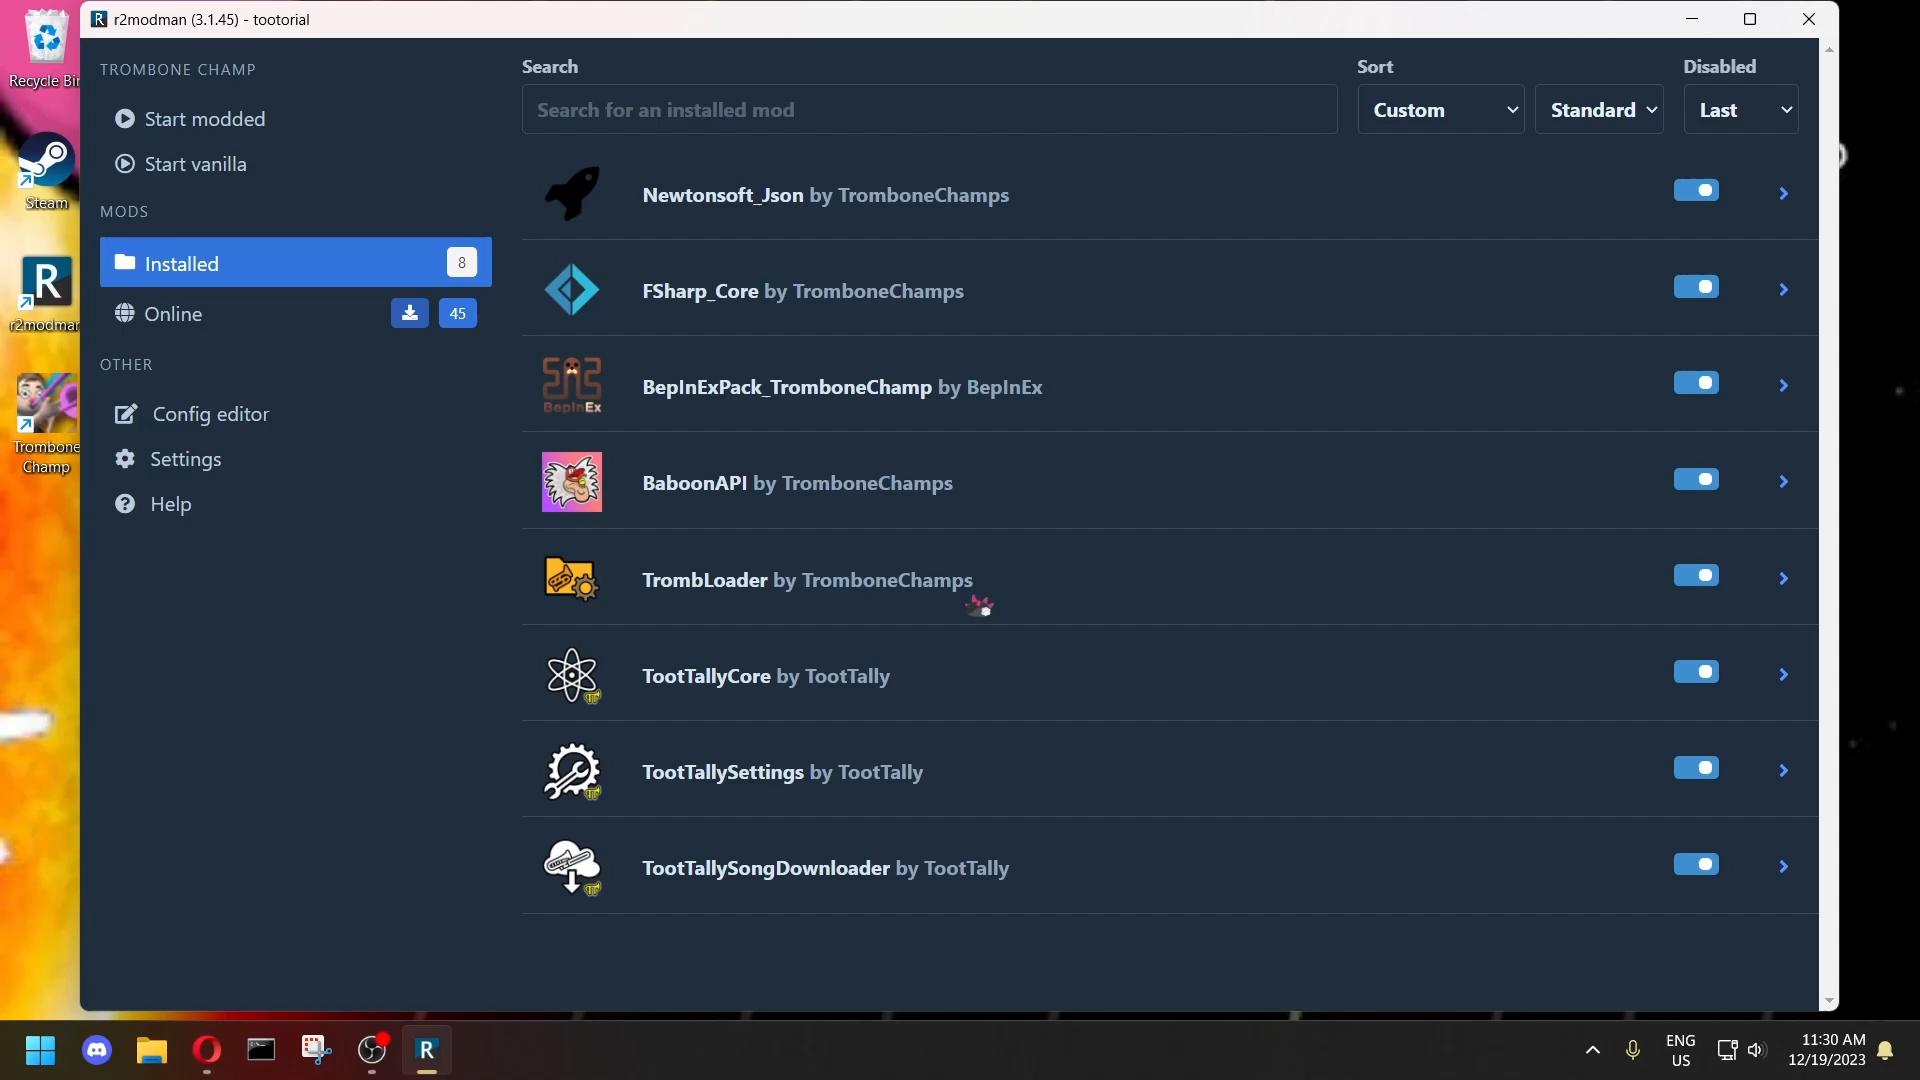 r2modman (3.1.45) - tootorial
Recycle Bin
Steam
r2modman
Trombone
Champ
TROMBONE CHAMP
Start modded
Start vanilla
MODS
Installed
8
Online
45
OTHER
Config editor
Settings
Help
Search
Sort
Disabled
Search for an installed mod
Custom
Standard
Last
Newtonsoft_Json by TromboneChamps
FSharp_Core by TromboneChamps
BepInEx
BepInExPack_TromboneChamp by BepInEx
BaboonAPI by TromboneChamps
TrombLoader by TromboneChamps
TootTallyCore by TootTally
TootTallySettings by TootTally
TootTallySongDownloader by TootTally
ENG
US
11:30 AM
12/19/2023